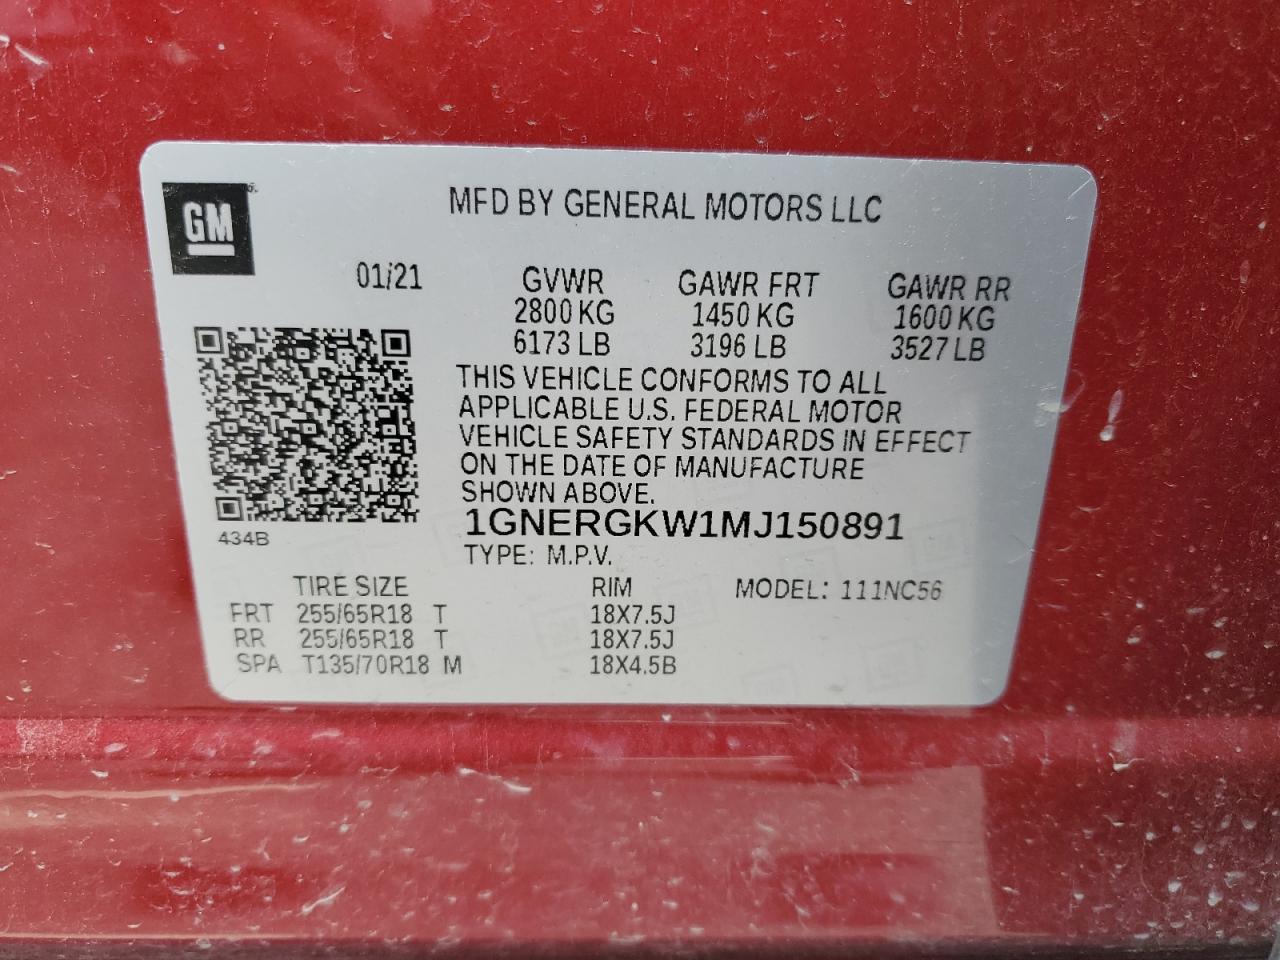 GM
MFD BY GENERAL MOTORS LLC
01/21 GVWR GAWR FRT GAWR RR
2800 KG 1450 KG 1600 KG
6173 LB 3196 LB 3527 LB
THIS VEHICLE CONFORMS TO ALL
APPLICABLE U.S. FEDERAL MOTOR
VEHICLE SAFETY STANDARDS IN EFFECT
ON THE DATE OF MANUFACTURE
SHOWN ABOVE.
1GNERGKW1MJ150891
434B
TYPE: M.P.V.
TIRE SIZE RIM MODEL: 111NC56
FRT 255/65R18 T 18X7.5J
RR 255/65R18 T 18X7.5J
SPA T135/70R18 M 18X4.5B